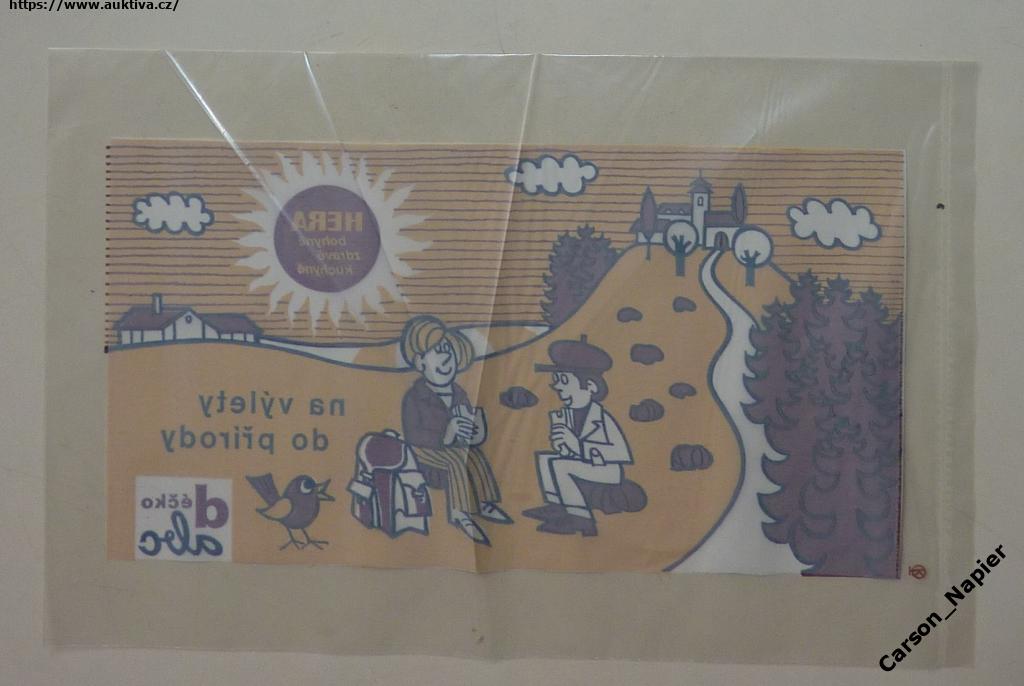 https://www.auktiva.cz/
HERA
bohyně
zdravé
kuchyně
na výlety
do přírody
déčko
abc
Carson_Napier